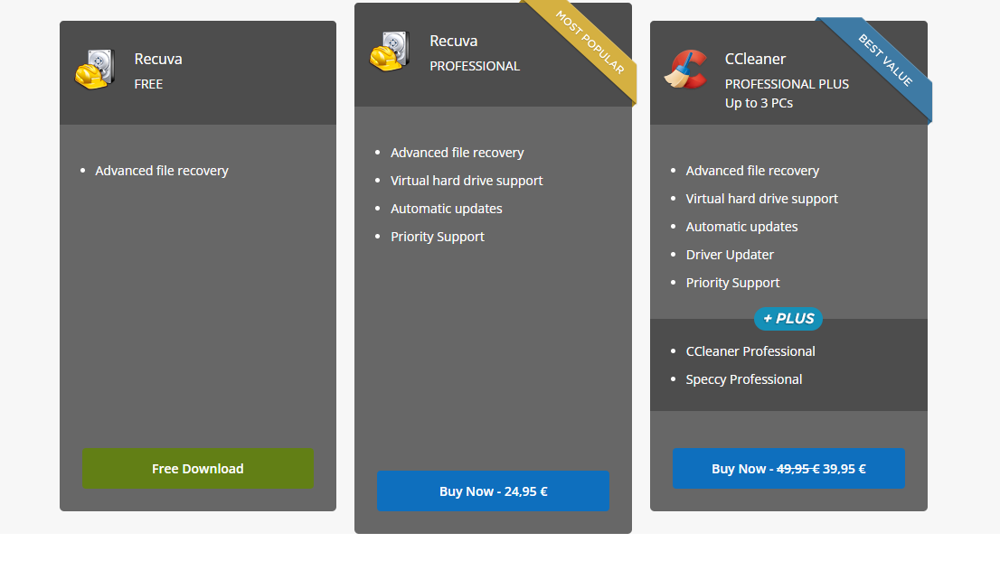 Recuva
FREE
Advanced file recovery
Free Download
MOST POPULAR
Recuva
PROFESSIONAL
Advanced file recovery
Virtual hard drive support
Automatic updates
Priority Support
Buy Now - 24,95 €
BEST VALUE
CCleaner
PROFESSIONAL PLUS
Up to 3 PCs
Advanced file recovery
Virtual hard drive support
Automatic updates
Driver Updater
Priority Support
+ PLUS
CCleaner Professional
Speccy Professional
Buy Now - 49,95 € 39,95 €